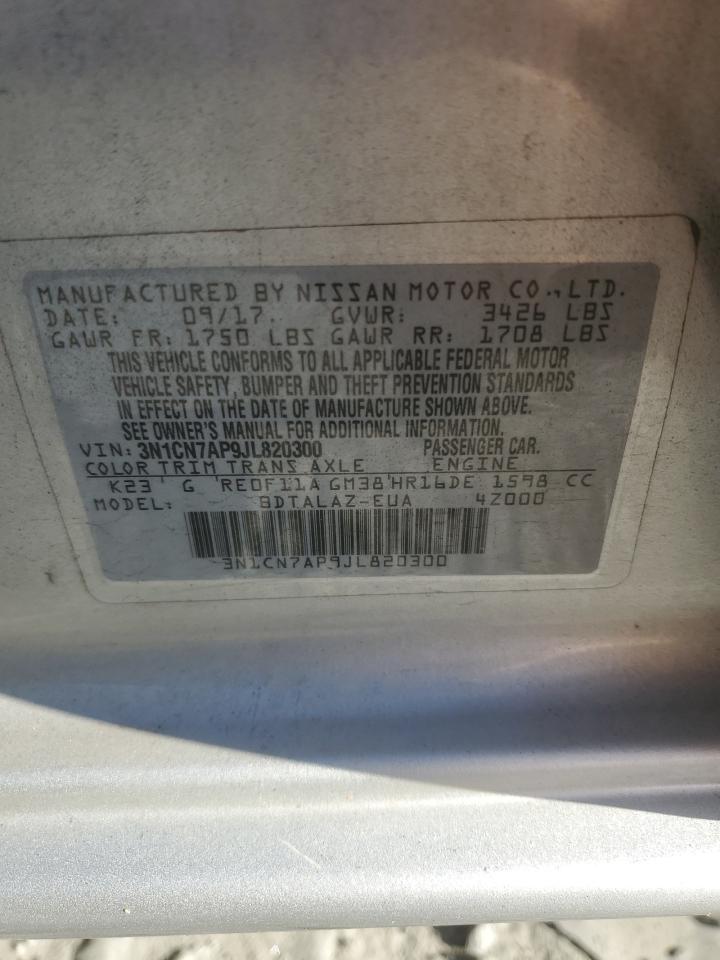 MANUFACTURED BY NISSAN MOTOR CO., LTD.
DATE: 09/17. GVWR: 3426 LBS
GAWR FR: 1750 LBS GAWR RR: 1708 LBS
THIS VEHICLE CONFORMS TO ALL APPLICABLE FEDERAL MOTOR
VEHICLE SAFETY, BUMPER AND THEFT PREVENTION STANDARDS
IN EFFECT ON THE DATE OF MANUFACTURE SHOWN ABOVE.
SEE OWNER'S MANUAL FOR ADDITIONAL INFORMATION.
VIN: 3N1CN7AP9JL820300 PASSENGER CAR.
COLOR TRIM TRANS AXLE ENGINE
K23 G RE0F11A GM38 HR16DE 1598 CC
MODEL: BDTALAZ-EUA 4Z000
3N1CN7AP9JL820300